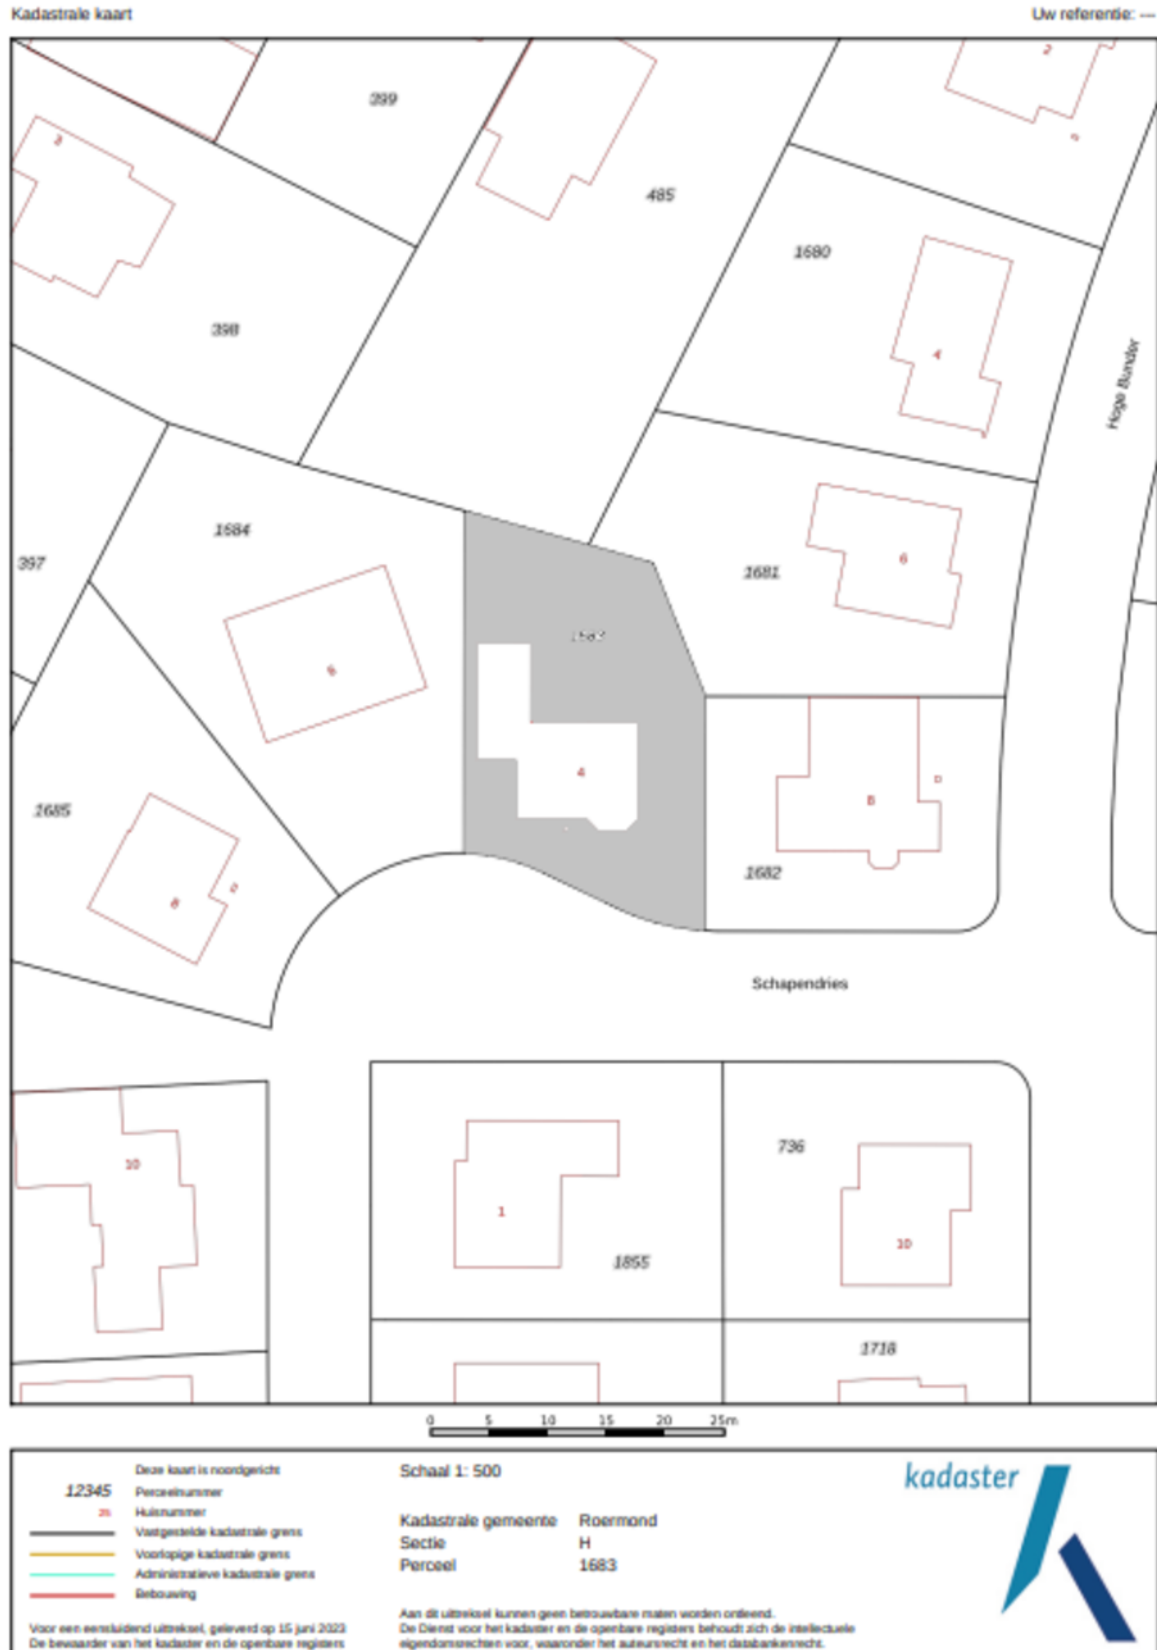 Kadastrale kaart Uw referentie: ---
2
399
3
485
1680
398
4
Hoge Bunder
1684
397
6
1681
4
8
1685
1682
8
Schapendries
736
10
1
10
1855
1718
0 5 10 15 20 25m
Deze kaart is noordgericht
12345 Perceelnummer
25 Huisnummer
Vastgestelde kadastrale grens
Voorlopige kadastrale grens
Administratieve kadastrale grens
Bebouwing
Voor een eensluidend uittreksel, geleverd op 15 juni 2023
De bewaarder van het kadaster en de openbare registers
Schaal 1: 500
Kadastrale gemeente Roermond
Sectie H
Perceel 1683
Aan dit uittreksel kunnen geen betrouwbare maten worden ontleend.
De Dienst voor het kadaster en de openbare registers behoudt zich de intellectuele
eigendomsrechten voor, waaronder het auteursrecht en het databankenrecht.
kadaster